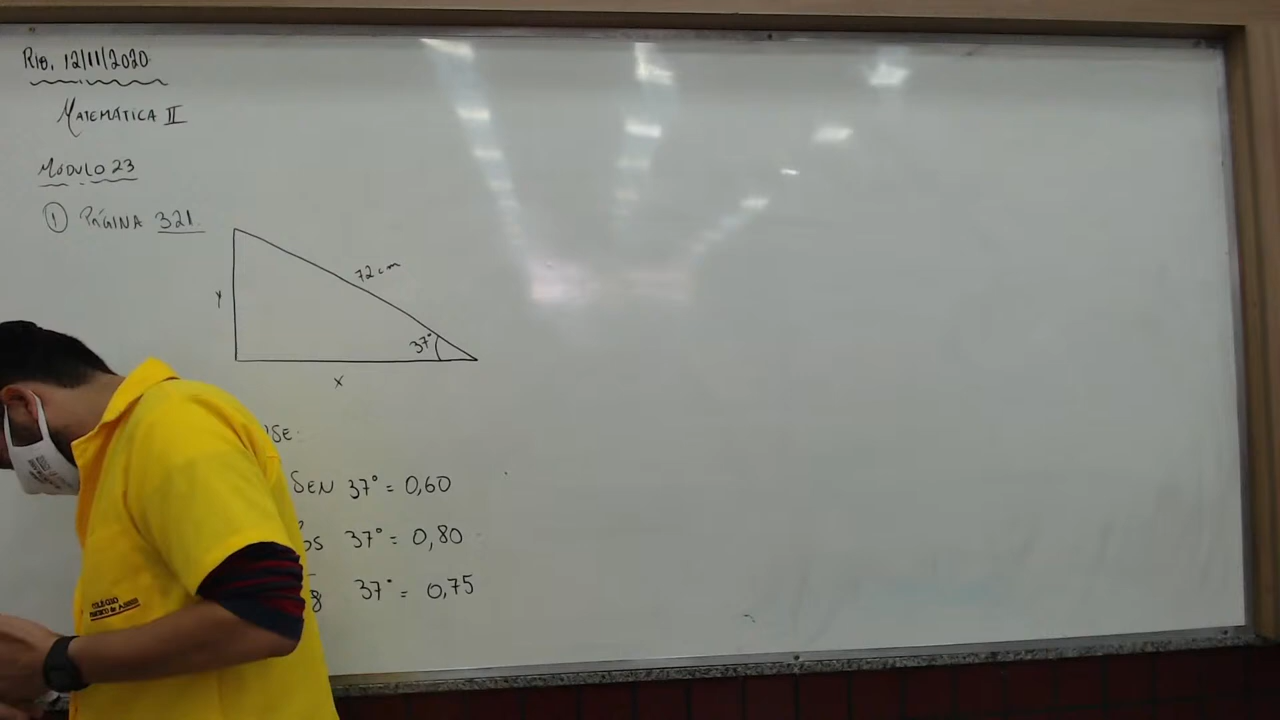 Rio, 12/11/2020
MATEMÁTICA II
MÓDULO 23
1 PÁGINA 321.
72 cm
y
37°
x
SEN 37° = 0,60
37° = 0,80
37° = 0,75
COLÉGIO